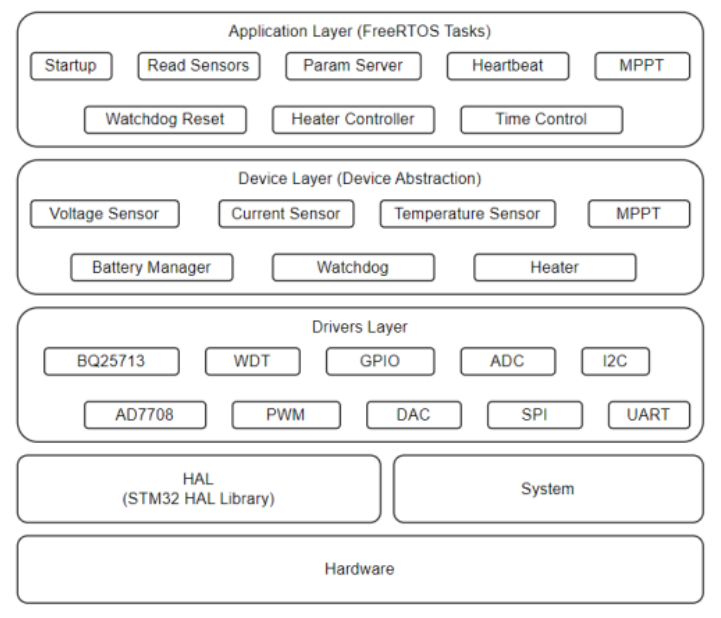 Application Layer (FreeRTOS Tasks)
Startup
Read Sensors
Param Server
Heartbeat
MPPT
Watchdog Reset
Heater Controller
Time Control
Device Layer (Device Abstraction)
Voltage Sensor
Current Sensor
Temperature Sensor
MPPT
Battery Manager
Watchdog
Heater
Drivers Layer
BQ25713
WDT
GPIO
ADC
I2C
AD7708
PWM
DAC
SPI
UART
HAL
(STM32 HAL Library)
System
Hardware